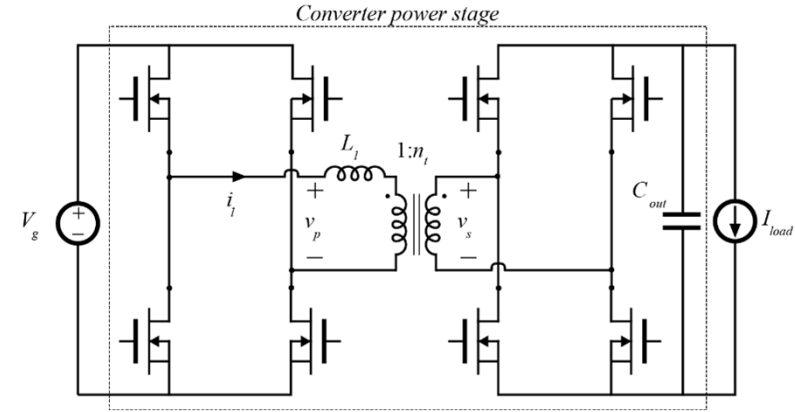 Converter power stage
L_l
1:n_t
i_l
v_p
v_s
V_g
C_out
I_load